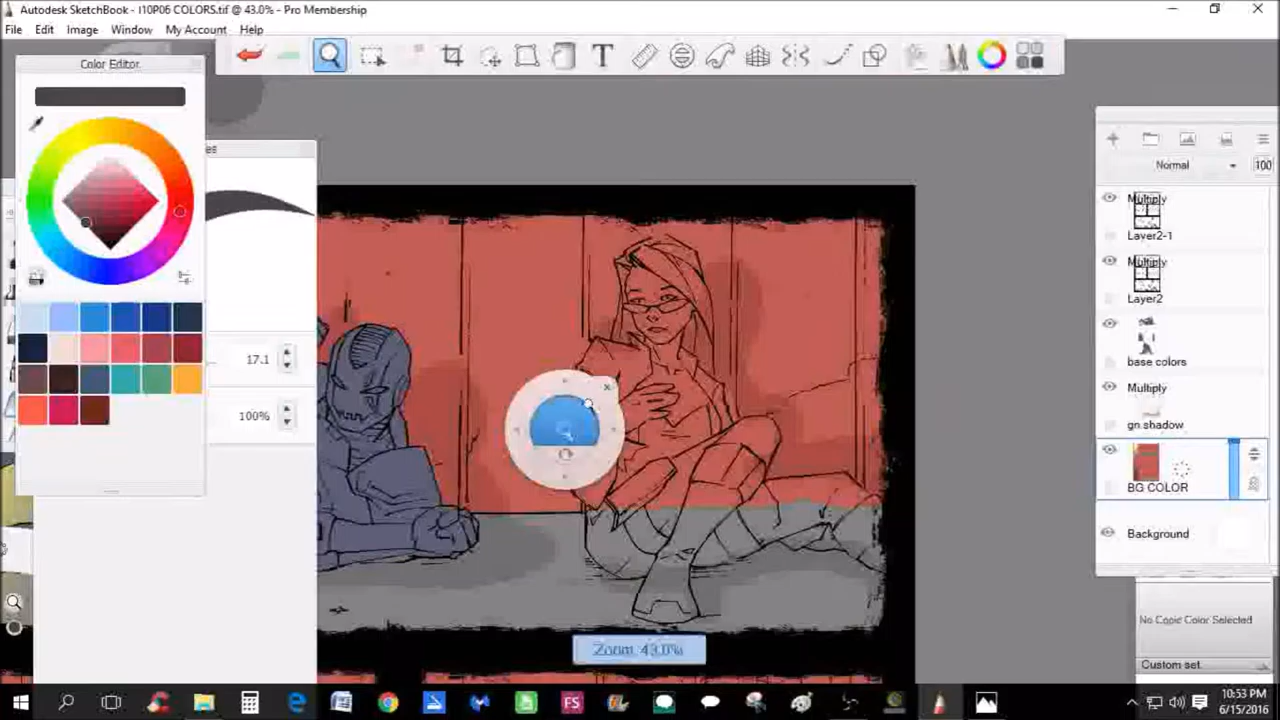 Autodesk SketchBook - I10P06 COLORS.tif @ 43.0% - Pro Membership
File Edit Image Window My Account Help
Color Editor
es
Normal 100
Multiply
Layer2-1
Multiply
Layer2
17.1
base colors
Multiply
100%
gn shadow
BG COLOR
Background
No Copic Color Selected
Zoom 43.0%
Custom set
10:53 PM
6/15/2016